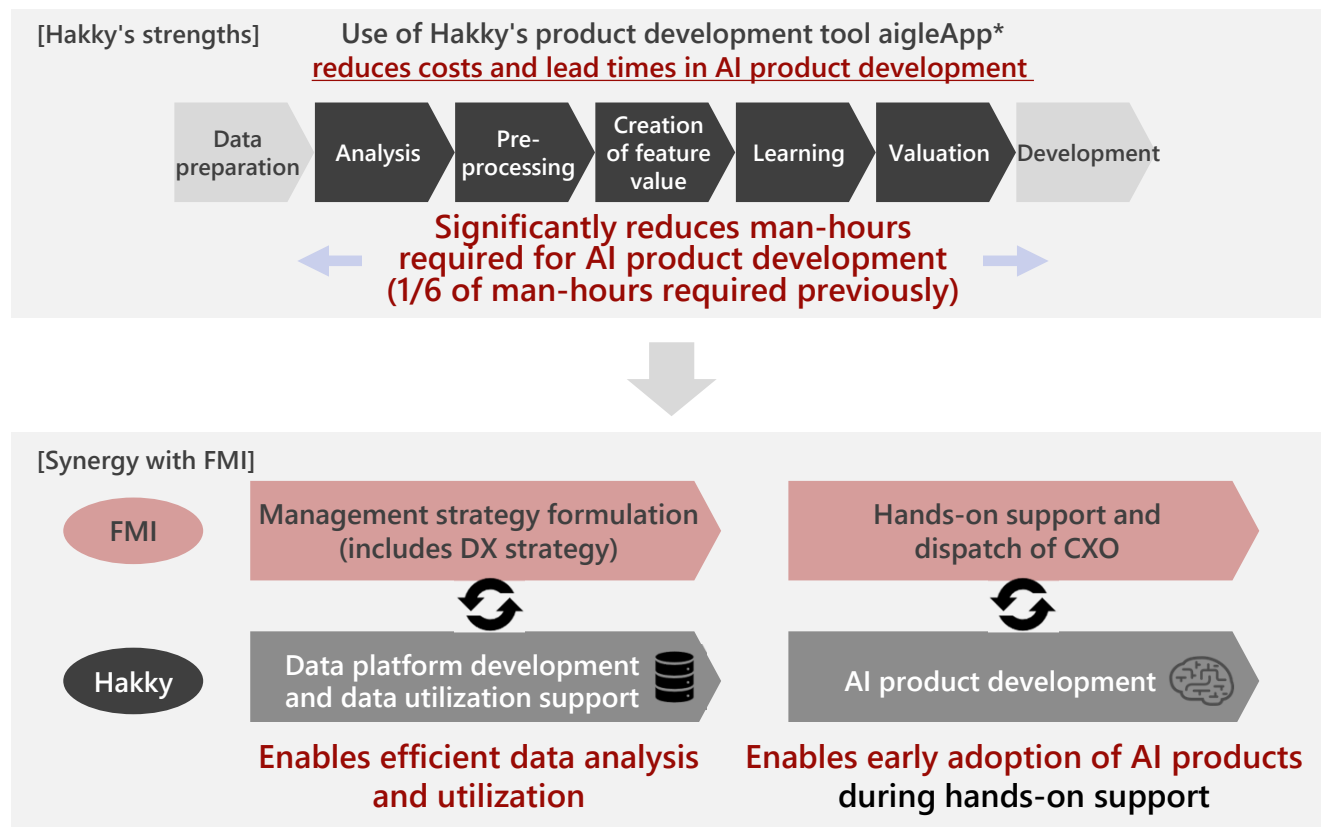 [Hakky's strengths]
Use of Hakky's product development tool aigleApp*
reduces costs and lead times in AI product development
Data
preparation
Analysis
Pre-
processing
Creation
of feature
value
Learning
Valuation
Development
Significantly reduces man-hours
required for AI product development
(1/6 of man-hours required previously)
[Synergy with FMI]
FMI
Management strategy formulation
(includes DX strategy)
Hands-on support and
dispatch of CXO
Hakky
Data platform development
and data utilization support
AI product development
Enables efficient data analysis
and utilization
Enables early adoption of AI products
during hands-on support